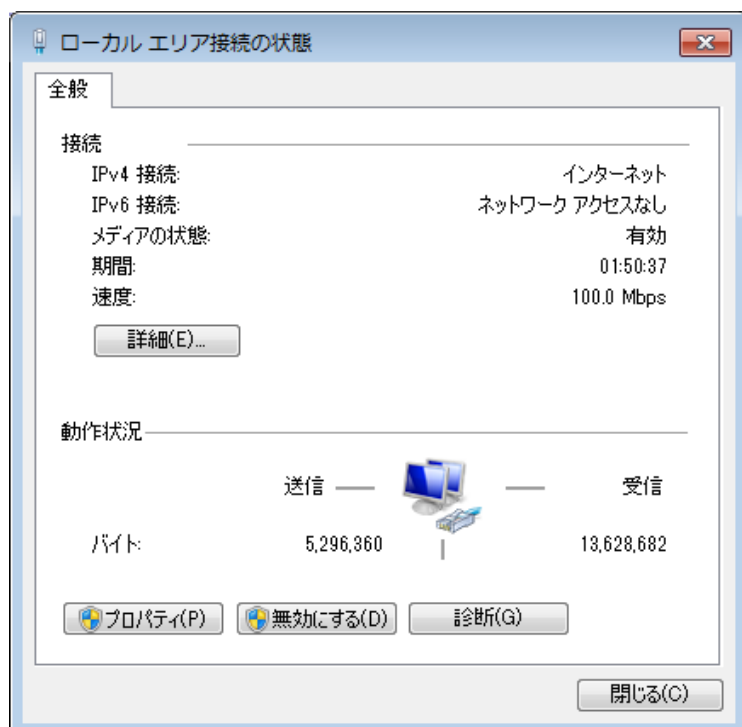 ローカル エリア接続の状態
全般
接続
IPv4 接続: インターネット
IPv6 接続: ネットワーク アクセスなし
メディアの状態: 有効
期間: 01:50:37
速度: 100.0 Mbps
詳細(E)...
動作状況
送信 受信
バイト: 5,296,360 13,628,682
プロパティ(P) 無効にする(D) 診断(G)
閉じる(C)